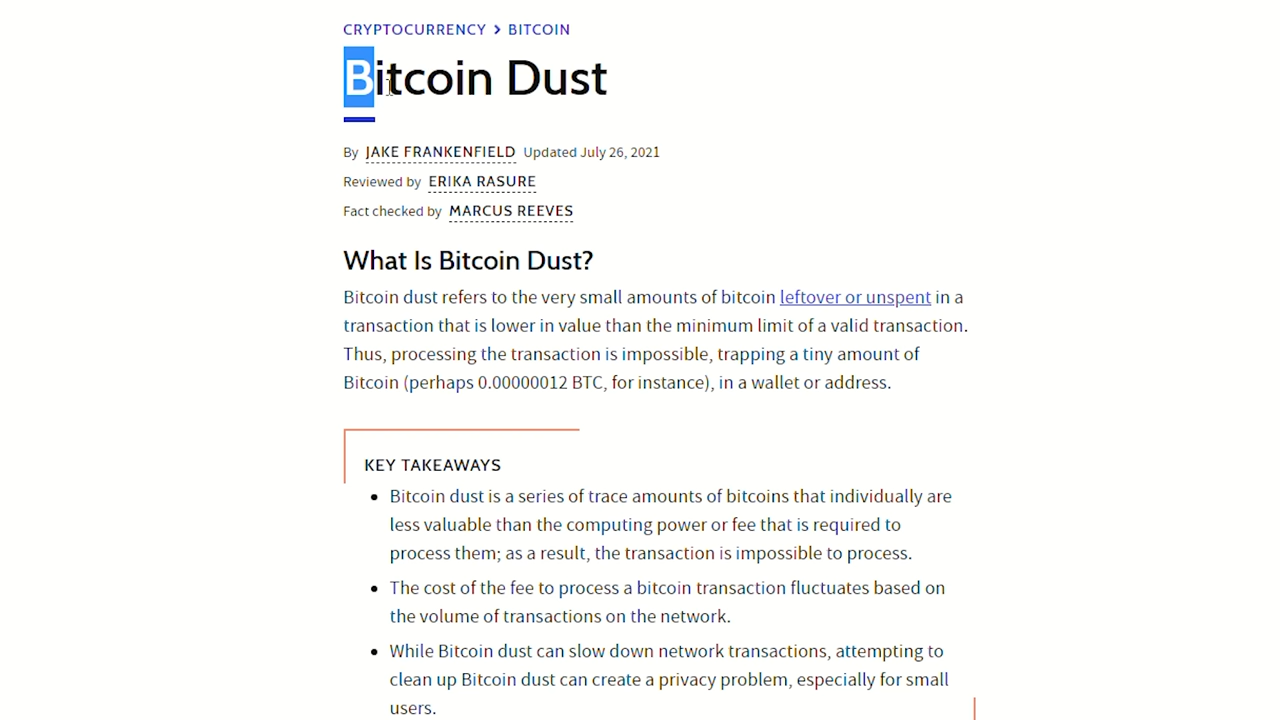 CRYPTOCURRENCY > BITCOIN
Bitcoin Dust
By JAKE FRANKENFIELD Updated July 26, 2021
Reviewed by ERIKA RASURE
Fact checked by MARCUS REEVES
What Is Bitcoin Dust?
Bitcoin dust refers to the very small amounts of bitcoin leftover or unspent in a
transaction that is lower in value than the minimum limit of a valid transaction.
Thus, processing the transaction is impossible, trapping a tiny amount of
Bitcoin (perhaps 0.00000012 BTC, for instance), in a wallet or address.
KEY TAKEAWAYS
• Bitcoin dust is a series of trace amounts of bitcoins that individually are
less valuable than the computing power or fee that is required to
process them; as a result, the transaction is impossible to process.
• The cost of the fee to process a bitcoin transaction fluctuates based on
the volume of transactions on the network.
• While Bitcoin dust can slow down network transactions, attempting to
clean up Bitcoin dust can create a privacy problem, especially for small
users.